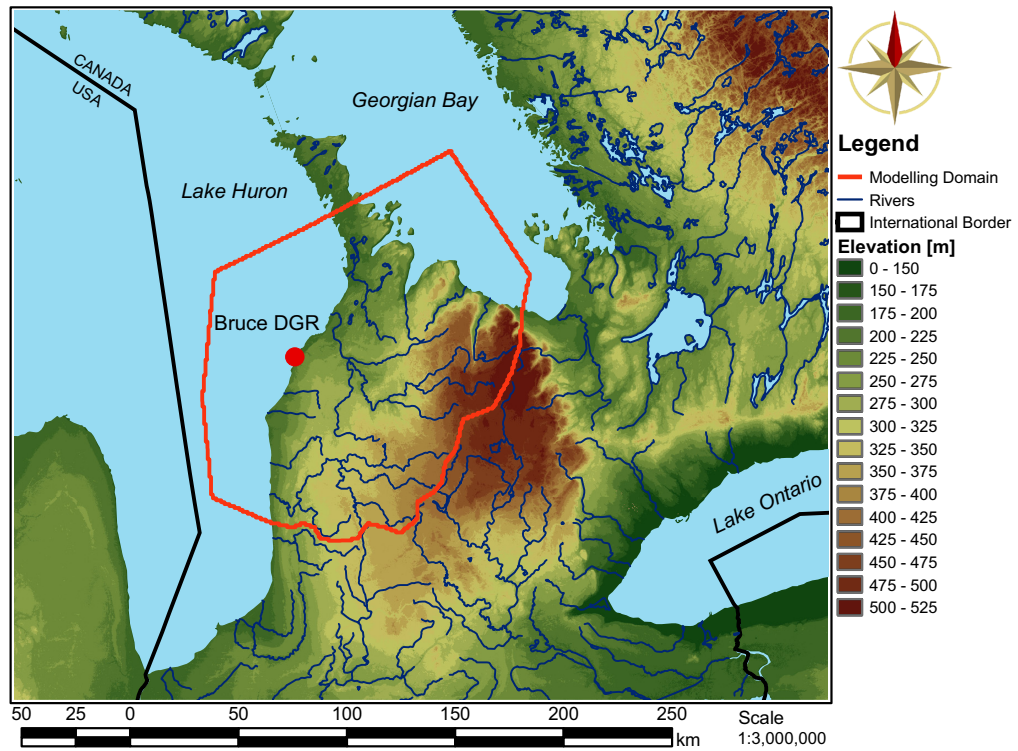 CANADA
USA
Georgian Bay
Lake Huron
Bruce DGR
Lake Ontario
Legend
Modelling Domain
Rivers
International Border
Elevation [m]
0 - 150
150 - 175
175 - 200
200 - 225
225 - 250
250 - 275
275 - 300
300 - 325
325 - 350
350 - 375
375 - 400
400 - 425
425 - 450
450 - 475
475 - 500
500 - 525
50 25 0 50 100 150 200 250
km
Scale
1:3,000,000